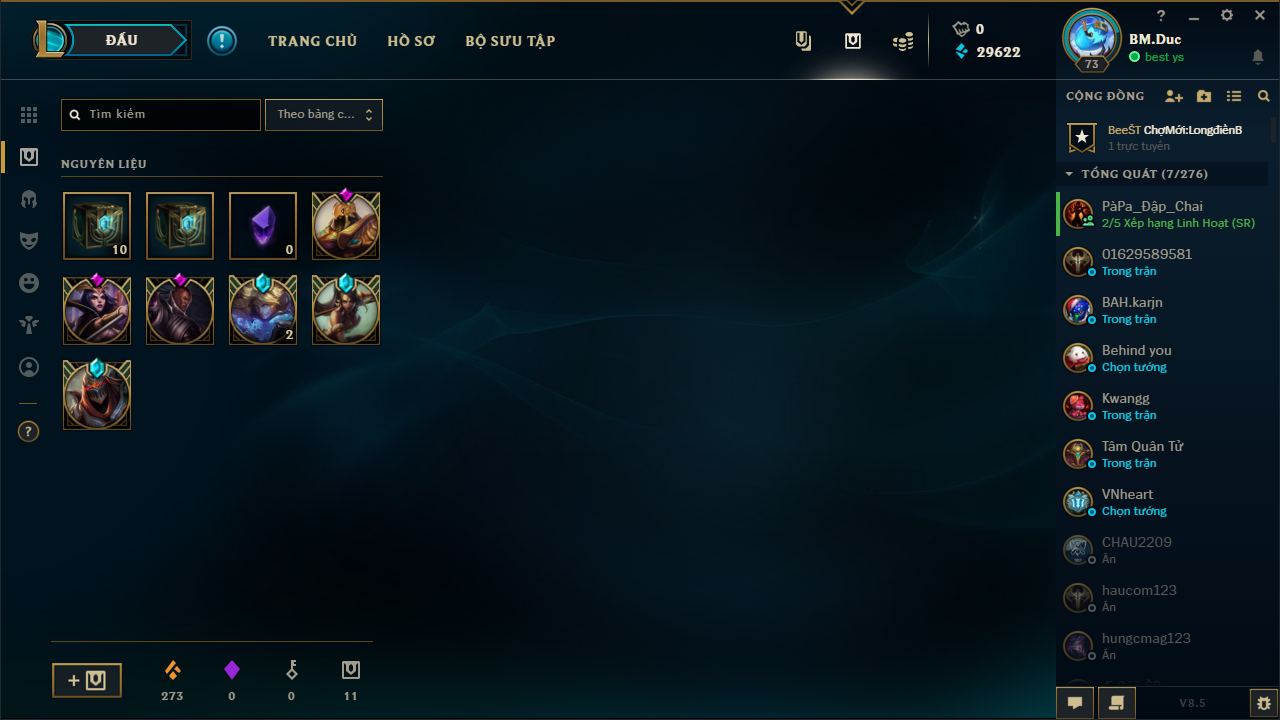 ĐẤU
TRANG CHỦ
HỒ SƠ
BỘ SƯU TẬP
0
29622
?
73
BM.Duc
best ys
Tìm kiếm
Theo bảng c...
NGUYÊN LIỆU
10
0
2
?
273
0
0
11
CỘNG ĐỒNG
BeeŠT ChợMới:LongđiềnB
1 trực tuyến
TỔNG QUÁT (7/276)
PàPa_Đập_Chai
2/5 Xếp hạng Linh Hoạt (SR)
01629589581
Trong trận
BAH.karjn
Trong trận
Behind you
Chọn tướng
Kwangg
Trong trận
Tâm Quân Tử
Trong trận
VNheart
Chọn tướng
CHAU2209
Ẩn
haucom123
Ẩn
hungcmag123
Ẩn
V8.5